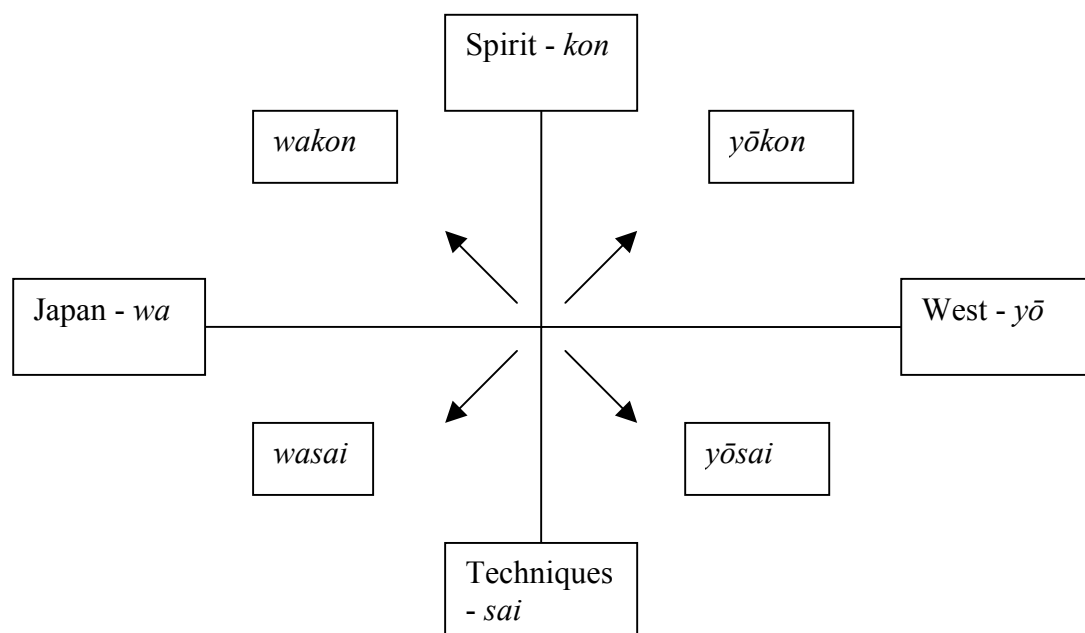 Spirit - kon
wakon
yōkon
Japan - wa
West - yō
wasai
yōsai
Techniques
- sai